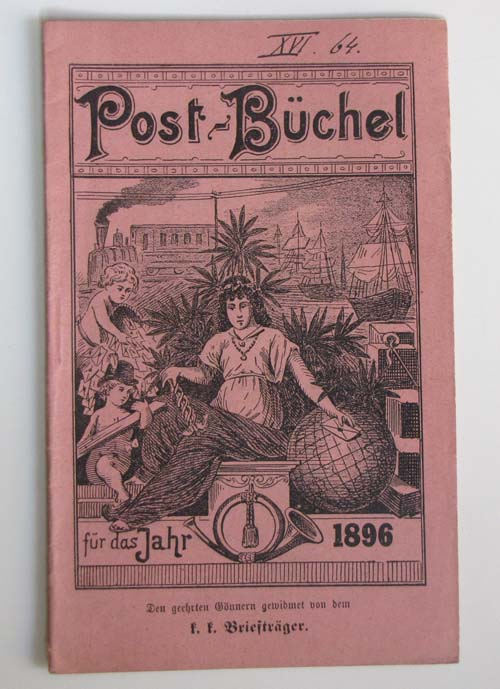 XVI. 64.
Post-Büchel
für das Jahr 1896
Den geehrten Gönnern gewidmet von dem
k. k. Briefträger.